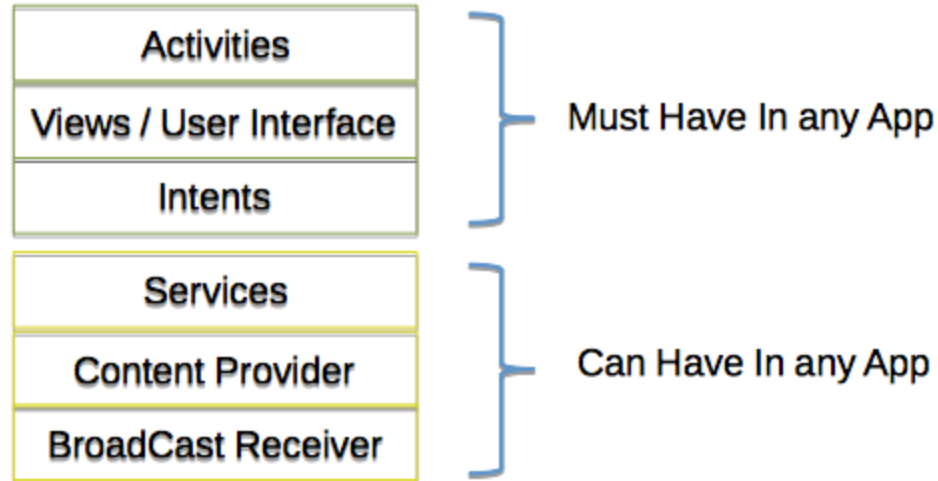 Activities
Views / User Interface
Intents
Must Have In any App
Services
Content Provider
BroadCast Receiver
Can Have In any App